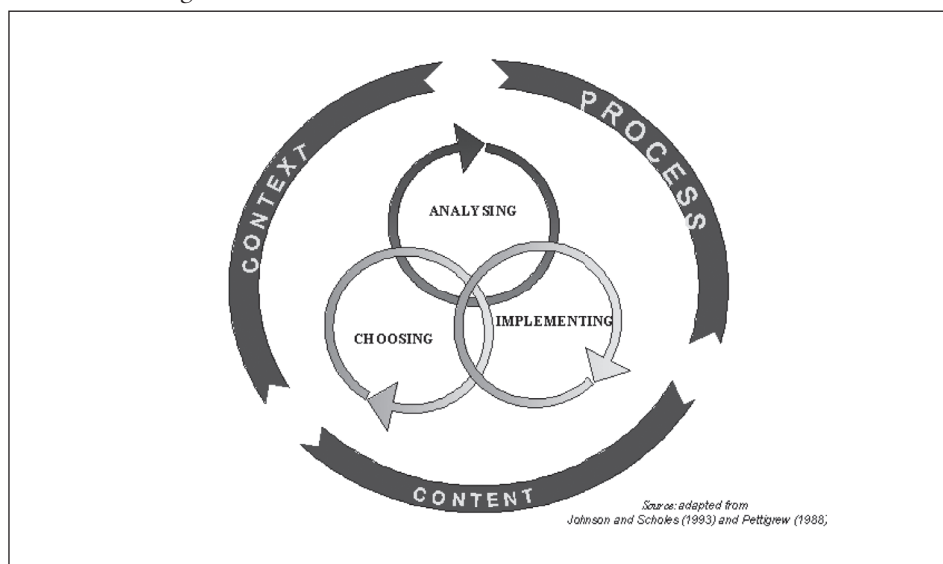 CONTEXT
PROCESS
ANALYSING
CHOOSING
IMPLEMENTING
CONTENT
Source: adapted from
Johnson and Scholes (1993) and Pettigrew (1988)